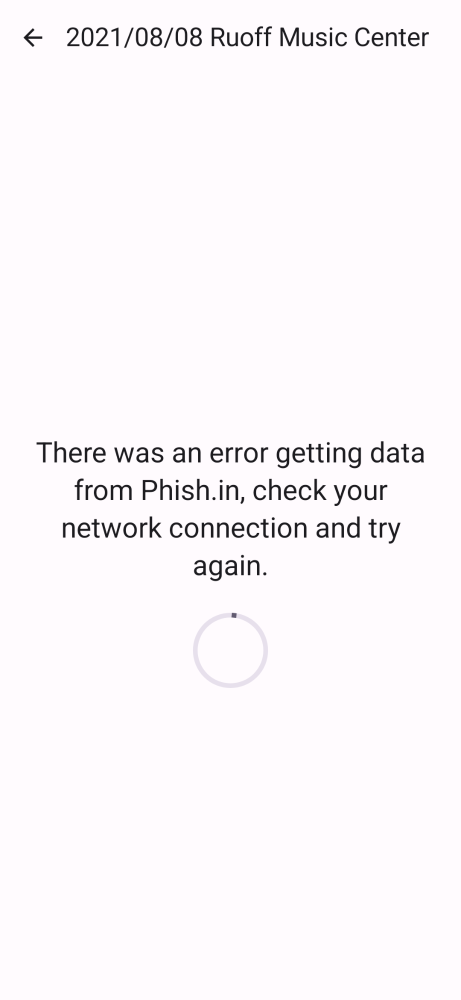 2021/08/08 Ruoff Music Center
There was an error getting data
from Phish.in, check your
network connection and try
again.